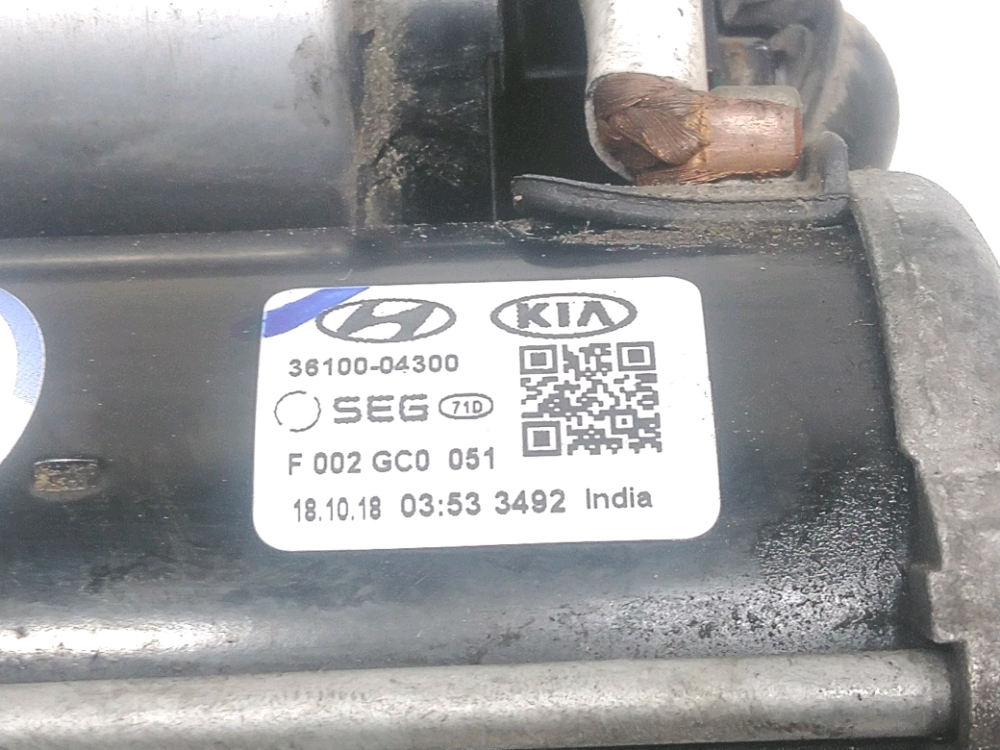 KIA
36100-04300
SEG 71D
F 002 GC0 051
18.10.18 03:53 3492 India